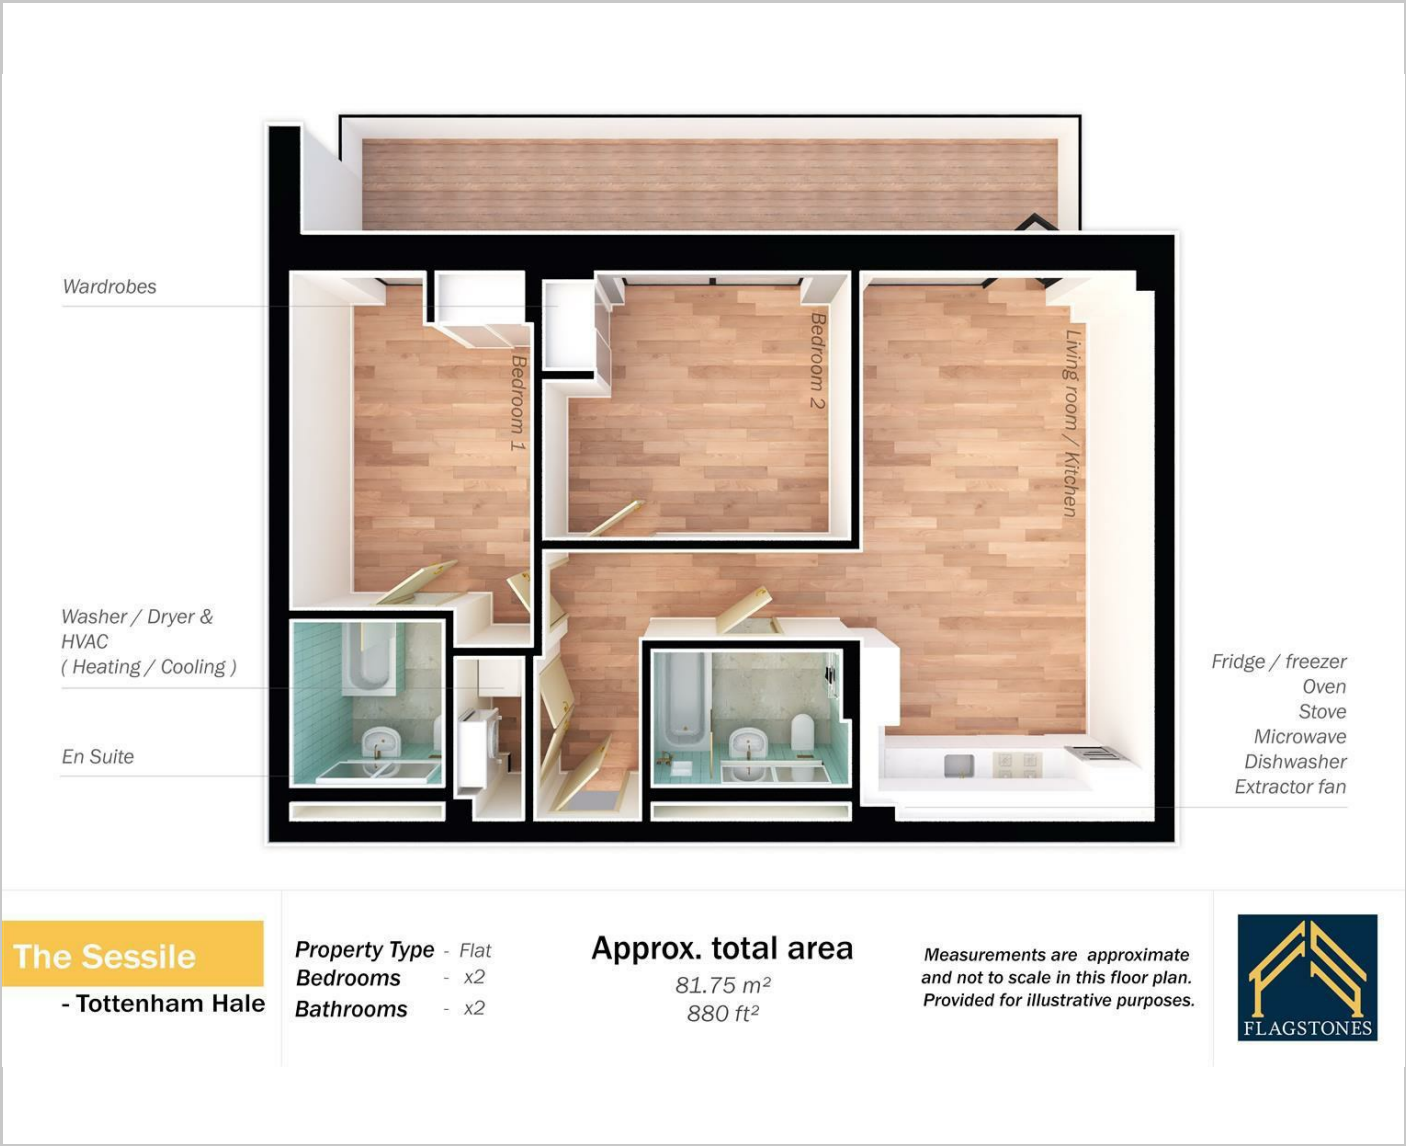 Wardrobes
Bedroom 1
Bedroom 2
Living room / Kitchen
Washer / Dryer &
HVAC
( Heating / Cooling )
En Suite
Fridge / freezer
Oven
Stove
Microwave
Dishwasher
Extractor fan
The Sessile
- Tottenham Hale
Property Type - Flat
Bedrooms - x2
Bathrooms - x2
Approx. total area
81.75 m²
880 ft²
Measurements are approximate
and not to scale in this floor plan.
Provided for illustrative purposes.
FLAGSTONES